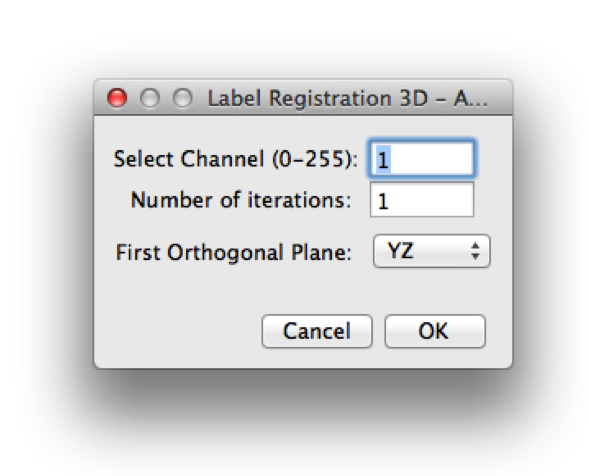 Label Registration 3D – A...
Select Channel (0–255): 1
Number of iterations: 1
First Orthogonal Plane: YZ
Cancel OK